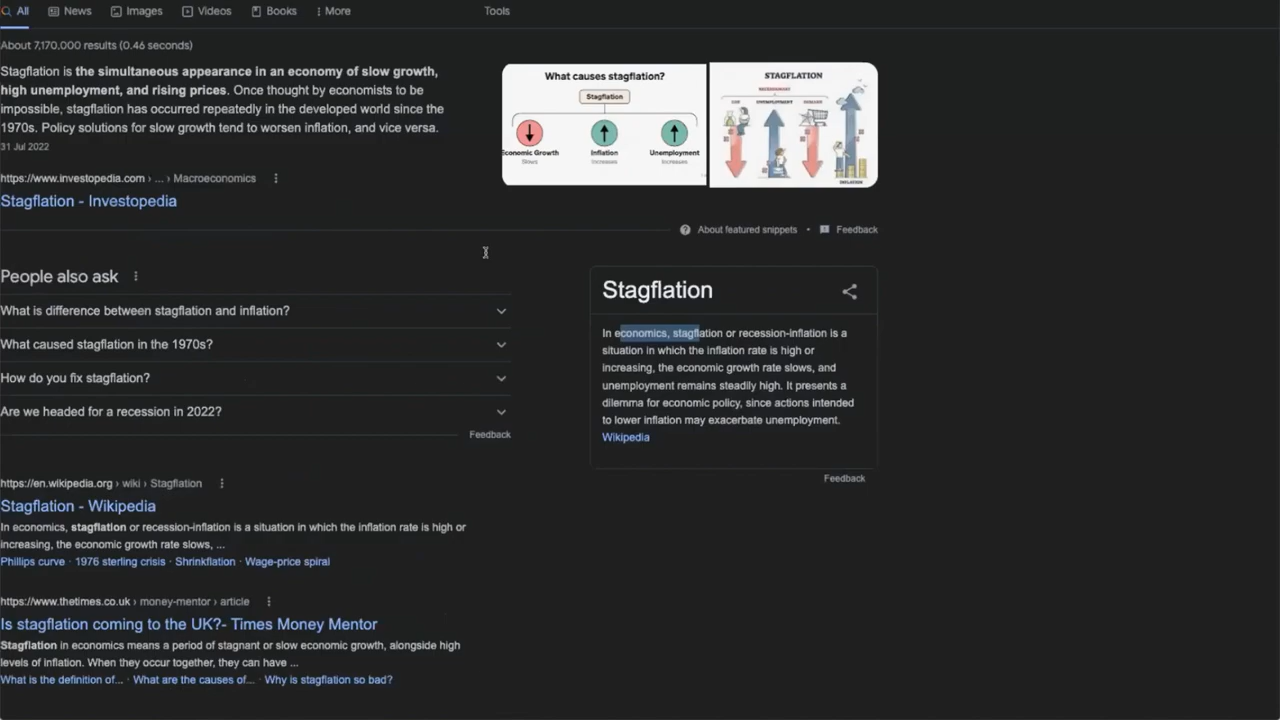 All News Images Videos Books More Tools
About 7,170,000 results (0.46 seconds)
Stagflation is the simultaneous appearance in an economy of slow growth,
high unemployment, and rising prices. Once thought by economists to be
impossible, stagflation has occurred repeatedly in the developed world since the
1970s. Policy solutions for slow growth tend to worsen inflation, and vice versa.
31 Jul 2022
https://www.investopedia.com › ... › Macroeconomics
Stagflation - Investopedia
What causes stagflation?
Stagflation
Economic Growth Inflation Unemployment
Slows Increases Increases
STAGFLATION
UNEMPLOYMENT
INFLATION
About featured snippets • Feedback
People also ask
What is difference between stagflation and inflation?
What caused stagflation in the 1970s?
How do you fix stagflation?
Are we headed for a recession in 2022?
Feedback
Stagflation
In economics, stagflation or recession-inflation is a
situation in which the inflation rate is high or
increasing, the economic growth rate slows, and
unemployment remains steadily high. It presents a
dilemma for economic policy, since actions intended
to lower inflation may exacerbate unemployment.
Wikipedia
Feedback
https://en.wikipedia.org › wiki › Stagflation
Stagflation - Wikipedia
In economics, stagflation or recession-inflation is a situation in which the inflation rate is high or
increasing, the economic growth rate slows, ...
Phillips curve · 1976 sterling crisis · Shrinkflation · Wage-price spiral
https://www.thetimes.co.uk › money-mentor › article
Is stagflation coming to the UK?- Times Money Mentor
Stagflation in economics means a period of stagnant or slow economic growth, alongside high
levels of inflation. When they occur together, they can have ...
What is the definition of... · What are the causes of... · Why is stagflation so bad?